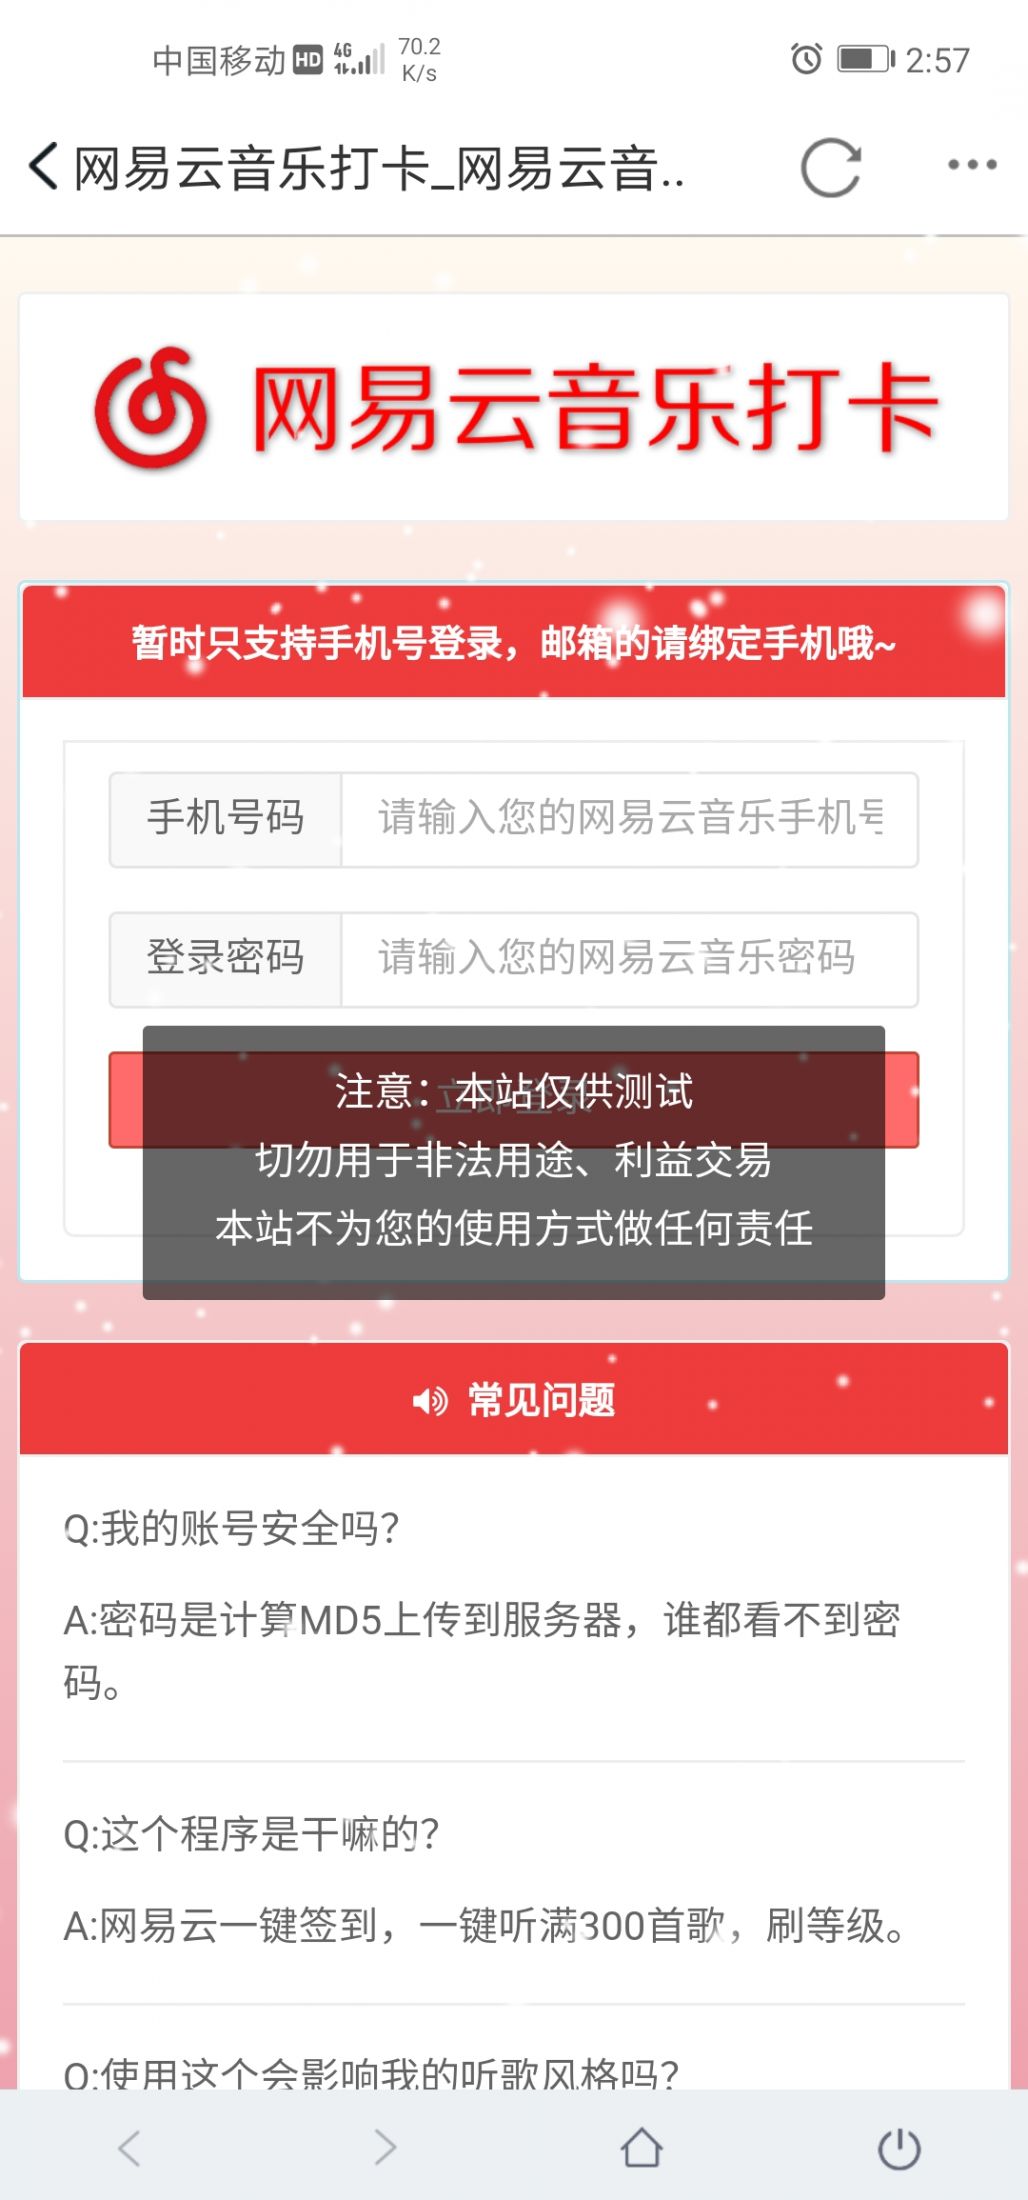 中国移动 HD 4G 70.2 K/s 2:57
网易云音乐打卡_网易云音..
网易云音乐打卡
暂时只支持手机号登录，邮箱的请绑定手机哦~
手机号码 请输入您的网易云音乐手机号
登录密码 请输入您的网易云音乐密码
立即登录
注意：本站仅供测试
切勿用于非法用途、利益交易
本站不为您的使用方式做任何责任
常见问题
Q:我的账号安全吗？
A:密码是计算MD5上传到服务器，谁都看不到密
码。
Q:这个程序是干嘛的？
A:网易云一键签到，一键听满300首歌，刷等级。
Q:使用这个会影响我的听歌风格吗？